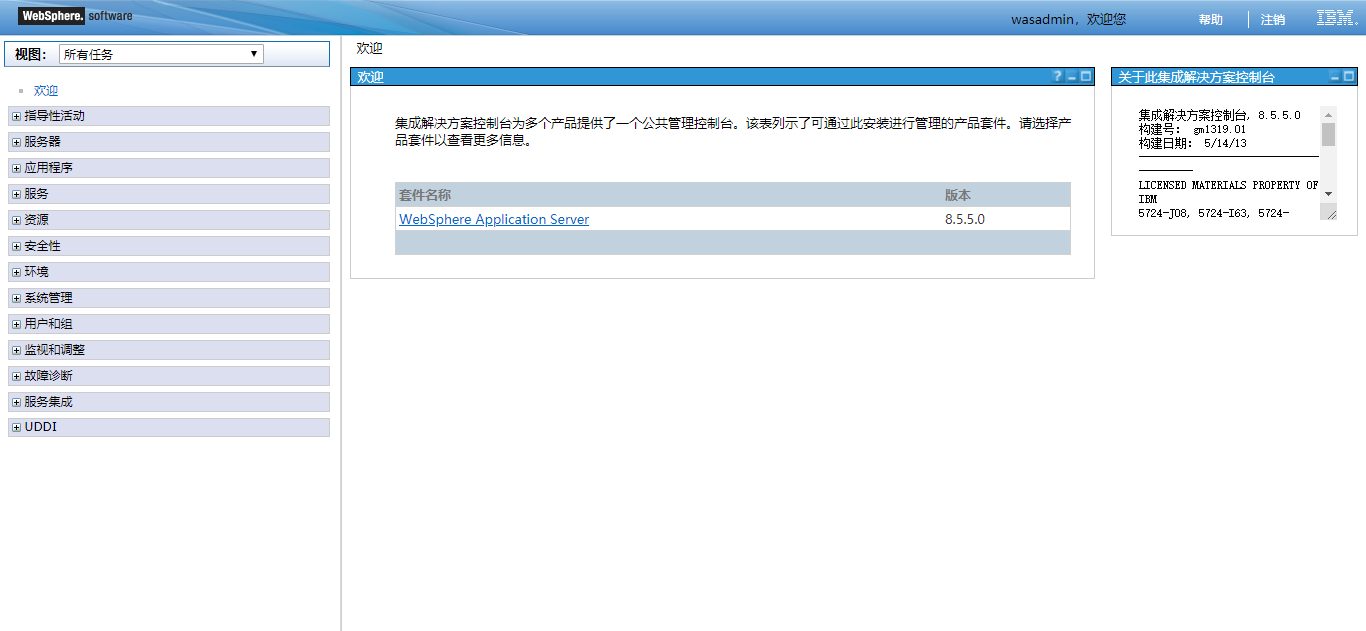 WebSphere. software
wasadmin，欢迎您
帮助
注销
IBM.
视图：
所有任务
欢迎
指导性活动
服务器
应用程序
服务
资源
安全性
环境
系统管理
用户和组
监视和调整
故障诊断
服务集成
UDDI
欢迎
欢迎
集成解决方案控制台为多个产品提供了一个公共管理控制台。该表列示了可通过此安装进行管理的产品套件。请选择产
品套件以查看更多信息。
套件名称 版本
WebSphere Application Server 8.5.5.0
关于此集成解决方案控制台
集成解决方案控制台, 8.5.5.0
构建号： gm1319.01
构建日期： 5/14/13
LICENSED MATERIALS PROPERTY OF
IBM
5724-J08, 5724-I63, 5724-